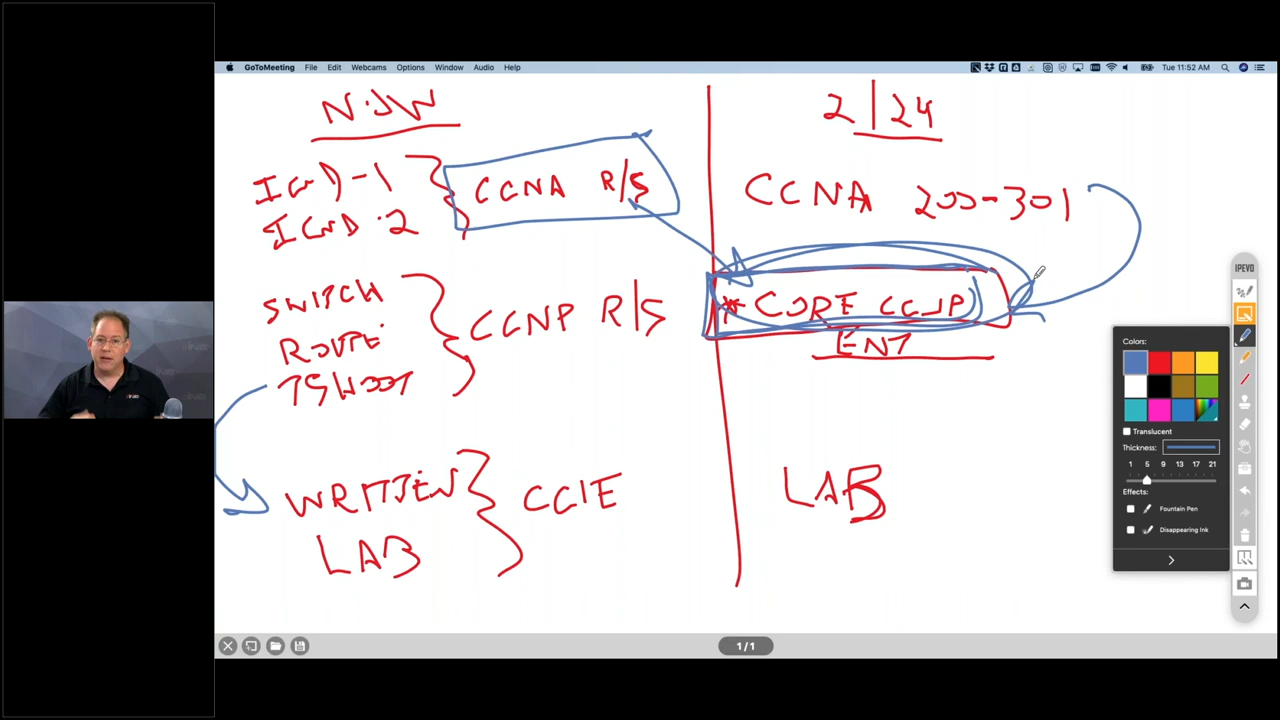 GoToMeeting File Edit Webcams Options Window Audio Help
Tue 11:52 AM
NOW
2/24
ICND-1
ICND-2
CCNA R/S
CCNA 200-301
SWITCH
ROUTE
TSHOOT
CCNP R/S
* CORE CCNP
ENT
WRITTEN
LAB
CCIE
LAB
IPEVO
Colors:
Translucent
Thickness:
1 5 9 13 17 21
Effects:
Fountain Pen
Disappearing Ink
1/1